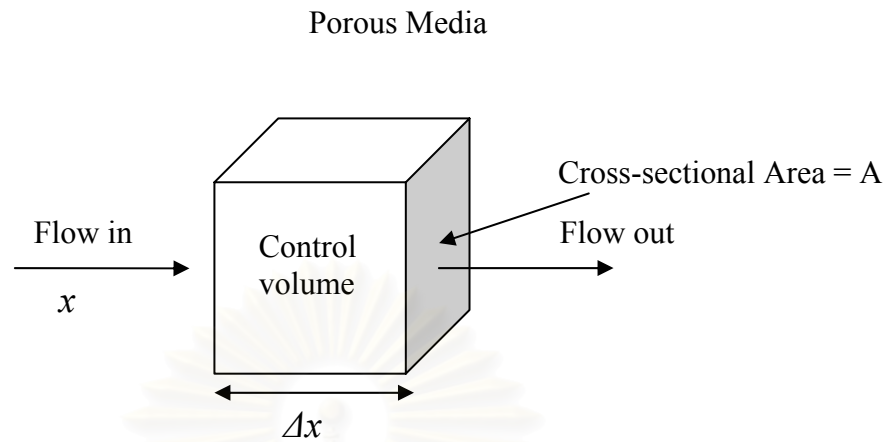 Porous Media
Cross-sectional Area = A
Flow in
Flow out
Control
volume
x
Δx